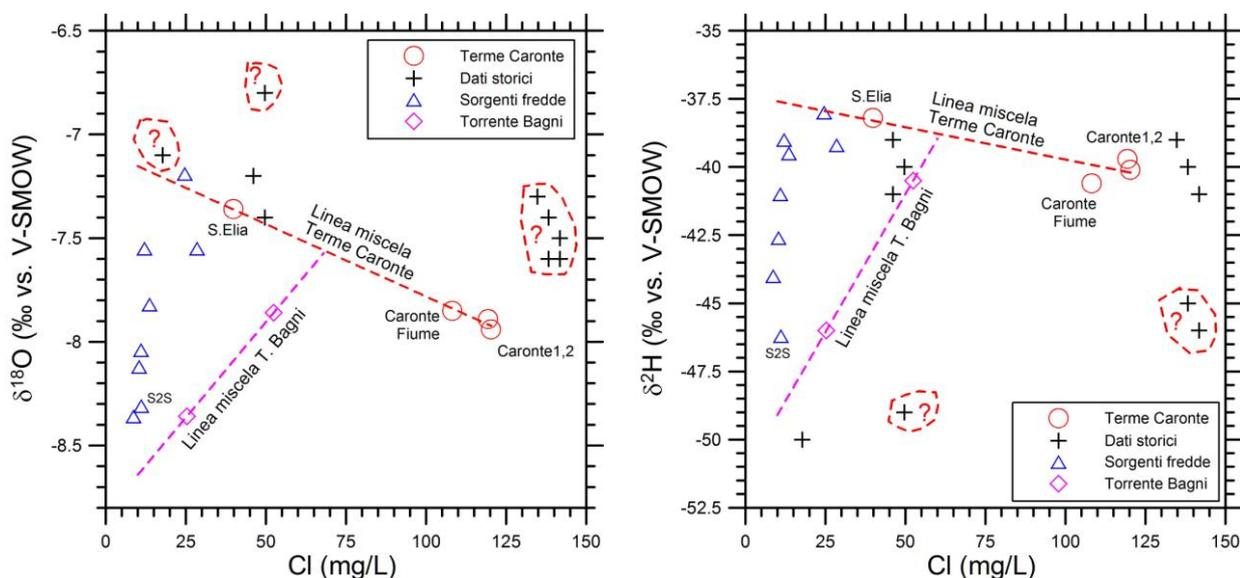 -6.5
-7
-7.5
-8
-8.5
δ¹⁸O (‰ vs. V-SMOW)
0
25
50
75
100
125
150
Cl (mg/L)
Terme Caronte
Dati storici
Sorgenti fredde
Torrente Bagni
?
?
?
S.Elia
Linea miscela
Terme Caronte
Caronte
Fiume
Caronte1,2
S2S
Linea miscela T. Bagni
-35
-37.5
-40
-42.5
-45
-47.5
-50
-52.5
δ²H (‰ vs. V-SMOW)
0
25
50
75
100
125
150
Cl (mg/L)
S.Elia
Linea miscela
Terme Caronte
Caronte1,2
Caronte
Fiume
Linea miscela T. Bagni
S2S
?
?
Terme Caronte
Dati storici
Sorgenti fredde
Torrente Bagni